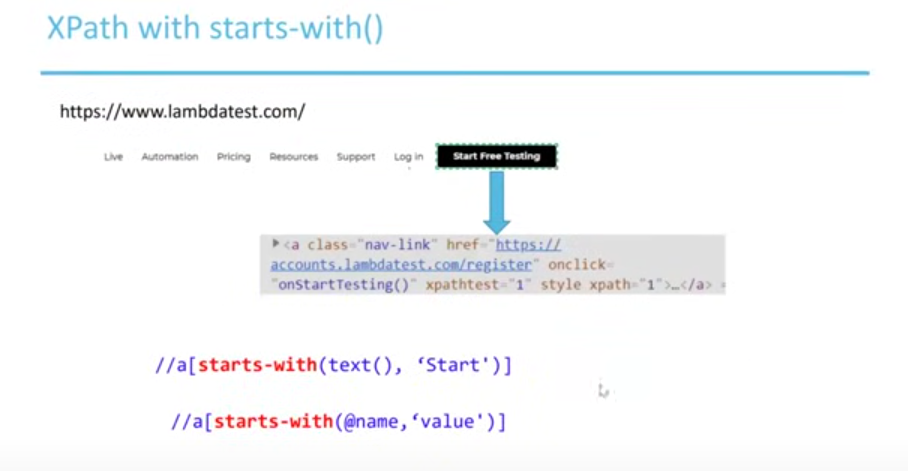 XPath with starts-with()
https://www.lambdatest.com/
Live Automation Pricing Resources Support Log in Start Free Testing
<a class="nav-link" href="https://
accounts.lambdatest.com/register" onclick=
"onStartTesting()" xpathtest="1" style xpath="1">…</a> =
//a[starts-with(text(), ‘Start')]
//a[starts-with(@name,‘value')]